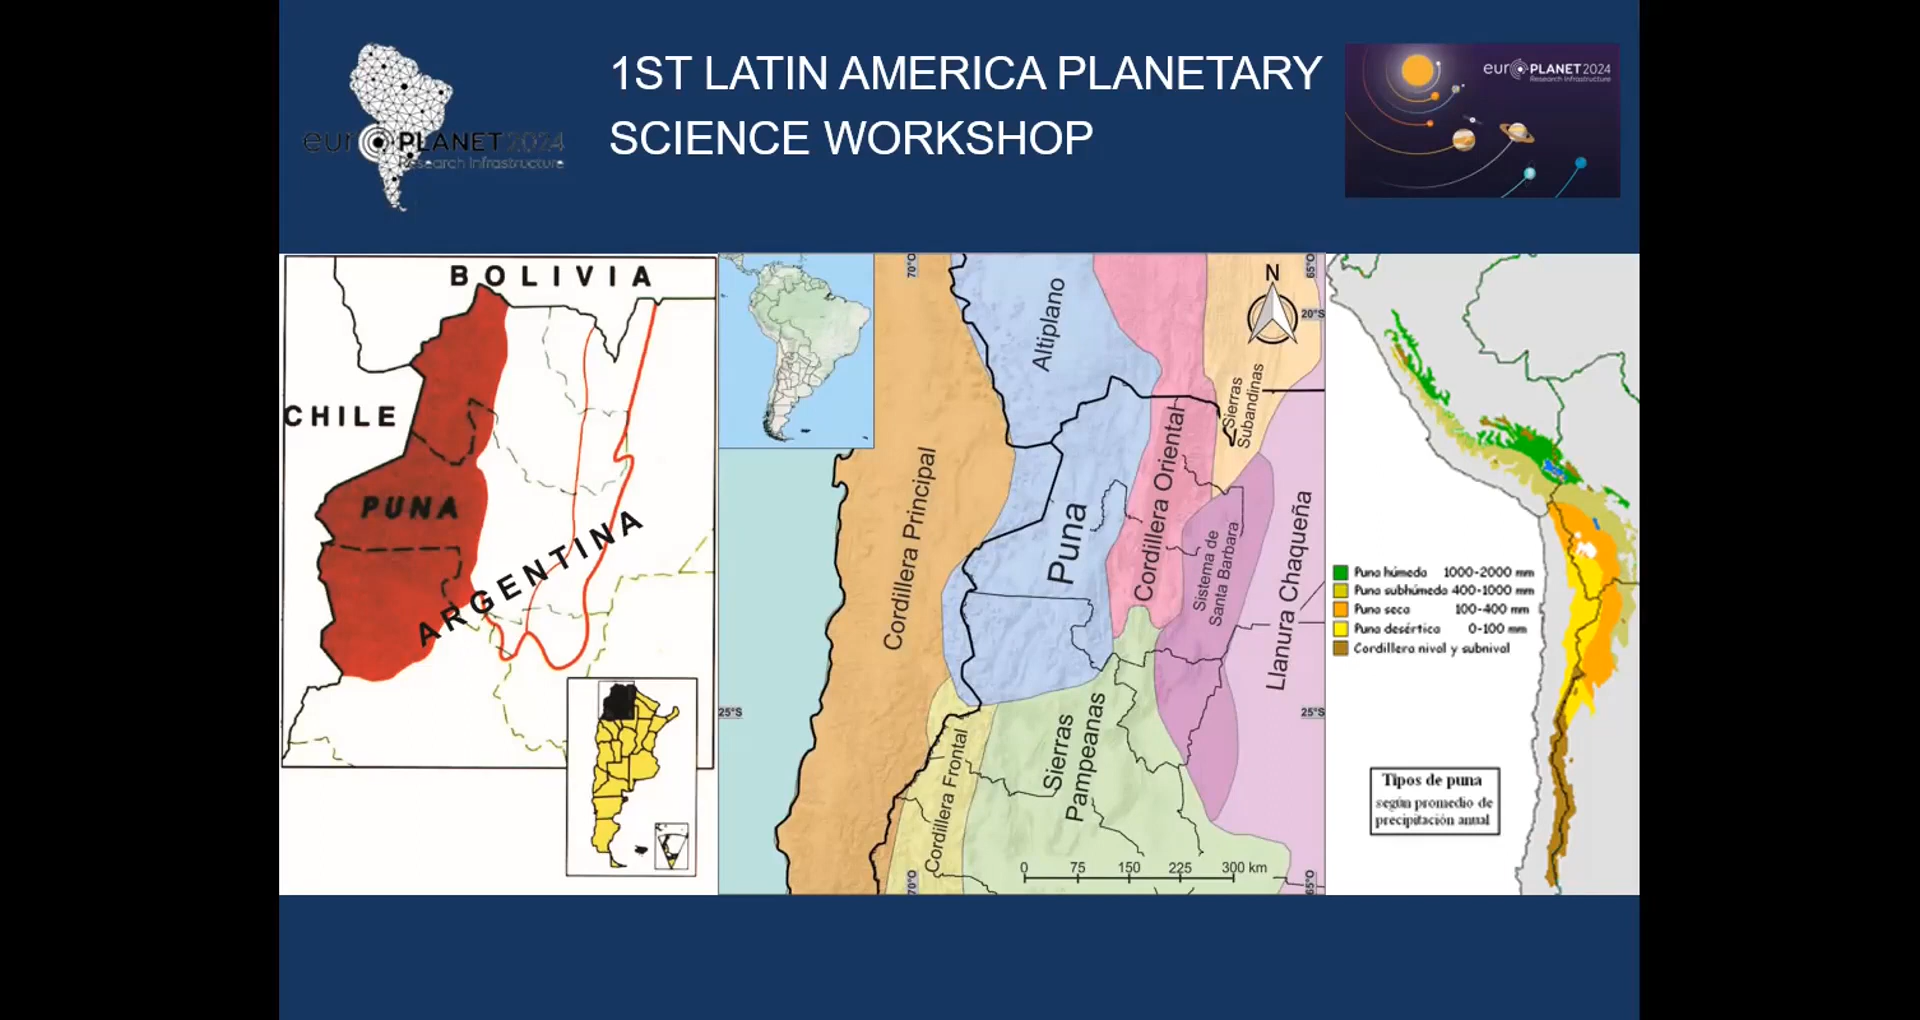 1ST LATIN AMERICA PLANETARY
SCIENCE WORKSHOP
euroPLANET 2024
Research Infrastructure
euroPLANET 2024
Research Infrastructure
BOLIVIA
CHILE
PUNA
ARGENTINA
70°O
65°O
N
20°S
Altiplano
Sierras
Subandinas
Cordillera Principal
Puna
Cordillera Oriental
Sistema de
Santa Barbara
Llanura Chaqueña
25°S
25°S
Cordillera Frontal
Sierras
Pampeanas
0 75 150 225 300 km
70°O
65°O
Puna húmeda 1000-2000 mm
Puna subhúmeda 400-1000 mm
Puna seca 100-400 mm
Puna desértica 0-100 mm
Cordillera nival y subnival
Tipos de puna
según promedio de
precipitación anual